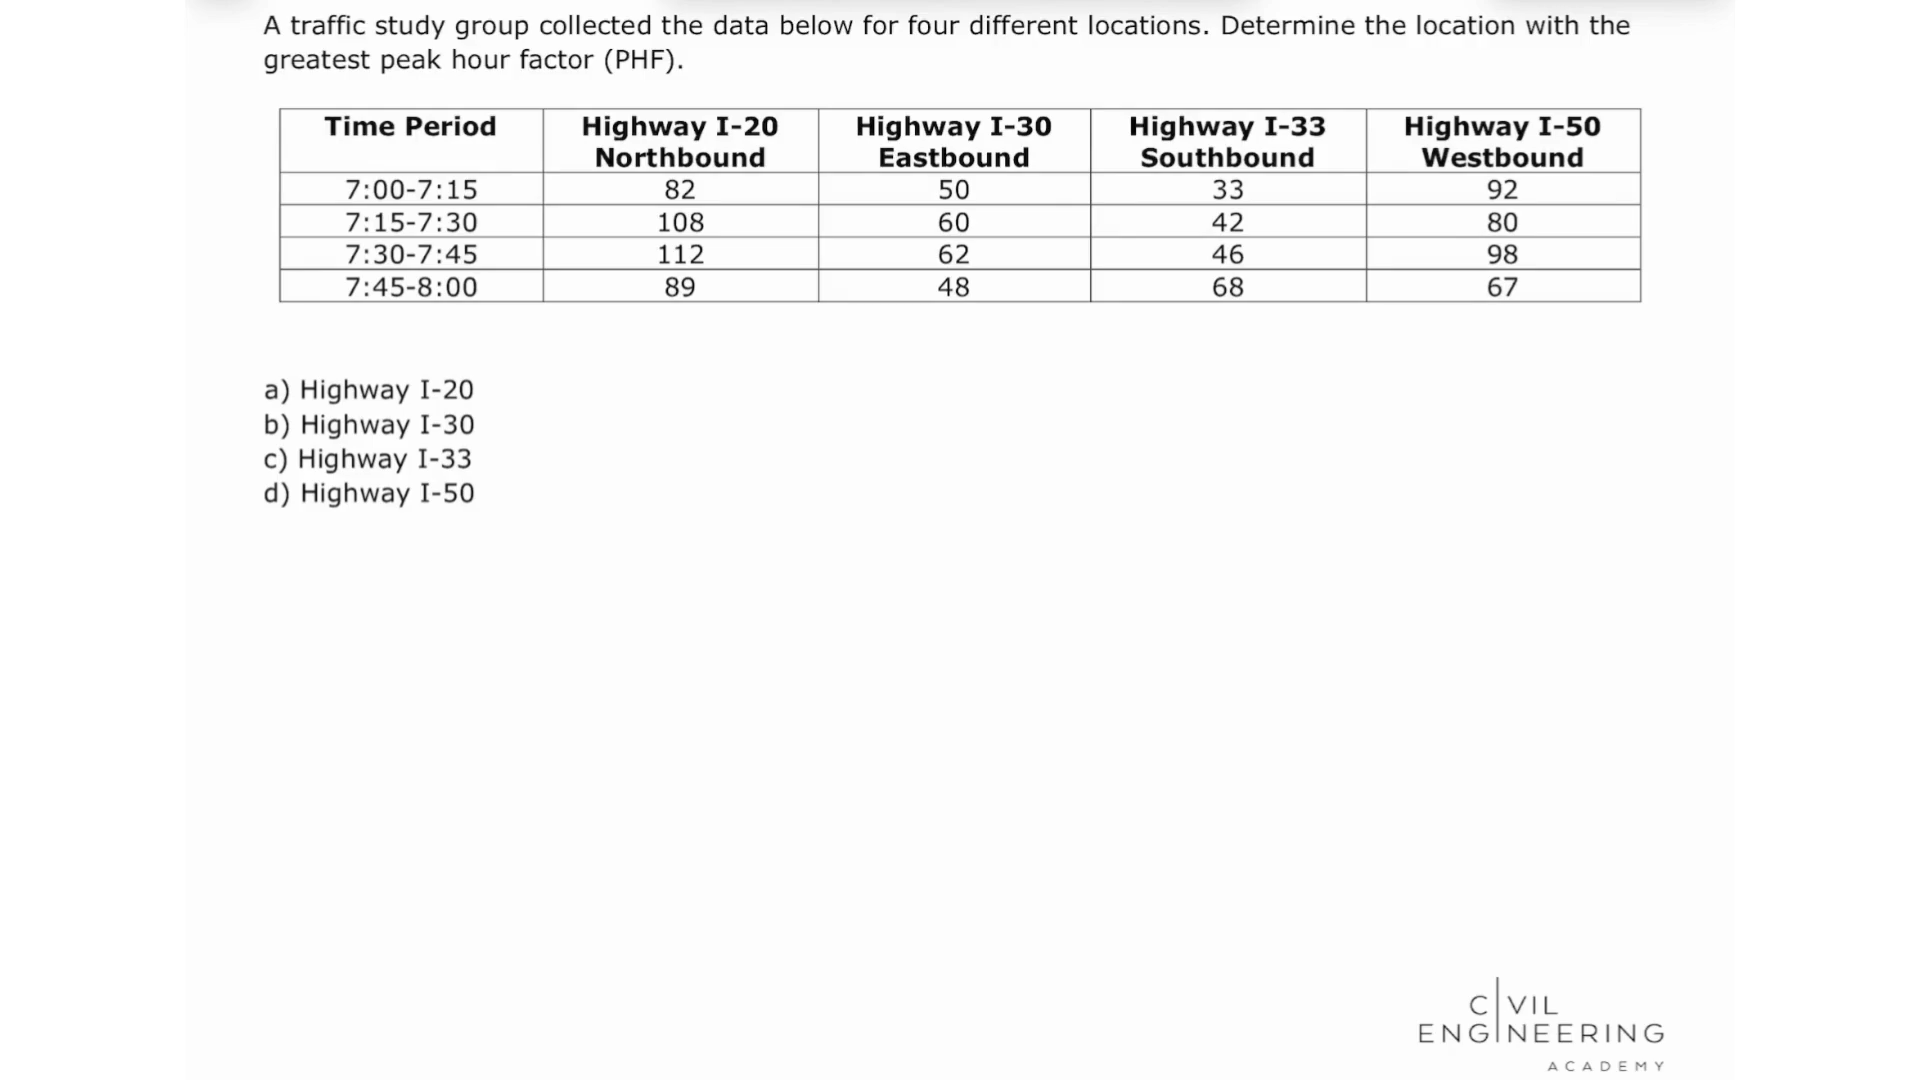 A traffic study group collected the data below for four different locations. Determine the location with the
greatest peak hour factor (PHF).
Time Period Highway I-20 Northbound Highway I-30 Eastbound Highway I-33 Southbound Highway I-50 Westbound
7:00-7:15 82 50 33 92
7:15-7:30 108 60 42 80
7:30-7:45 112 62 46 98
7:45-8:00 89 48 68 67
a) Highway I-20
b) Highway I-30
c) Highway I-33
d) Highway I-50
CIVIL
ENGINEERING
ACADEMY